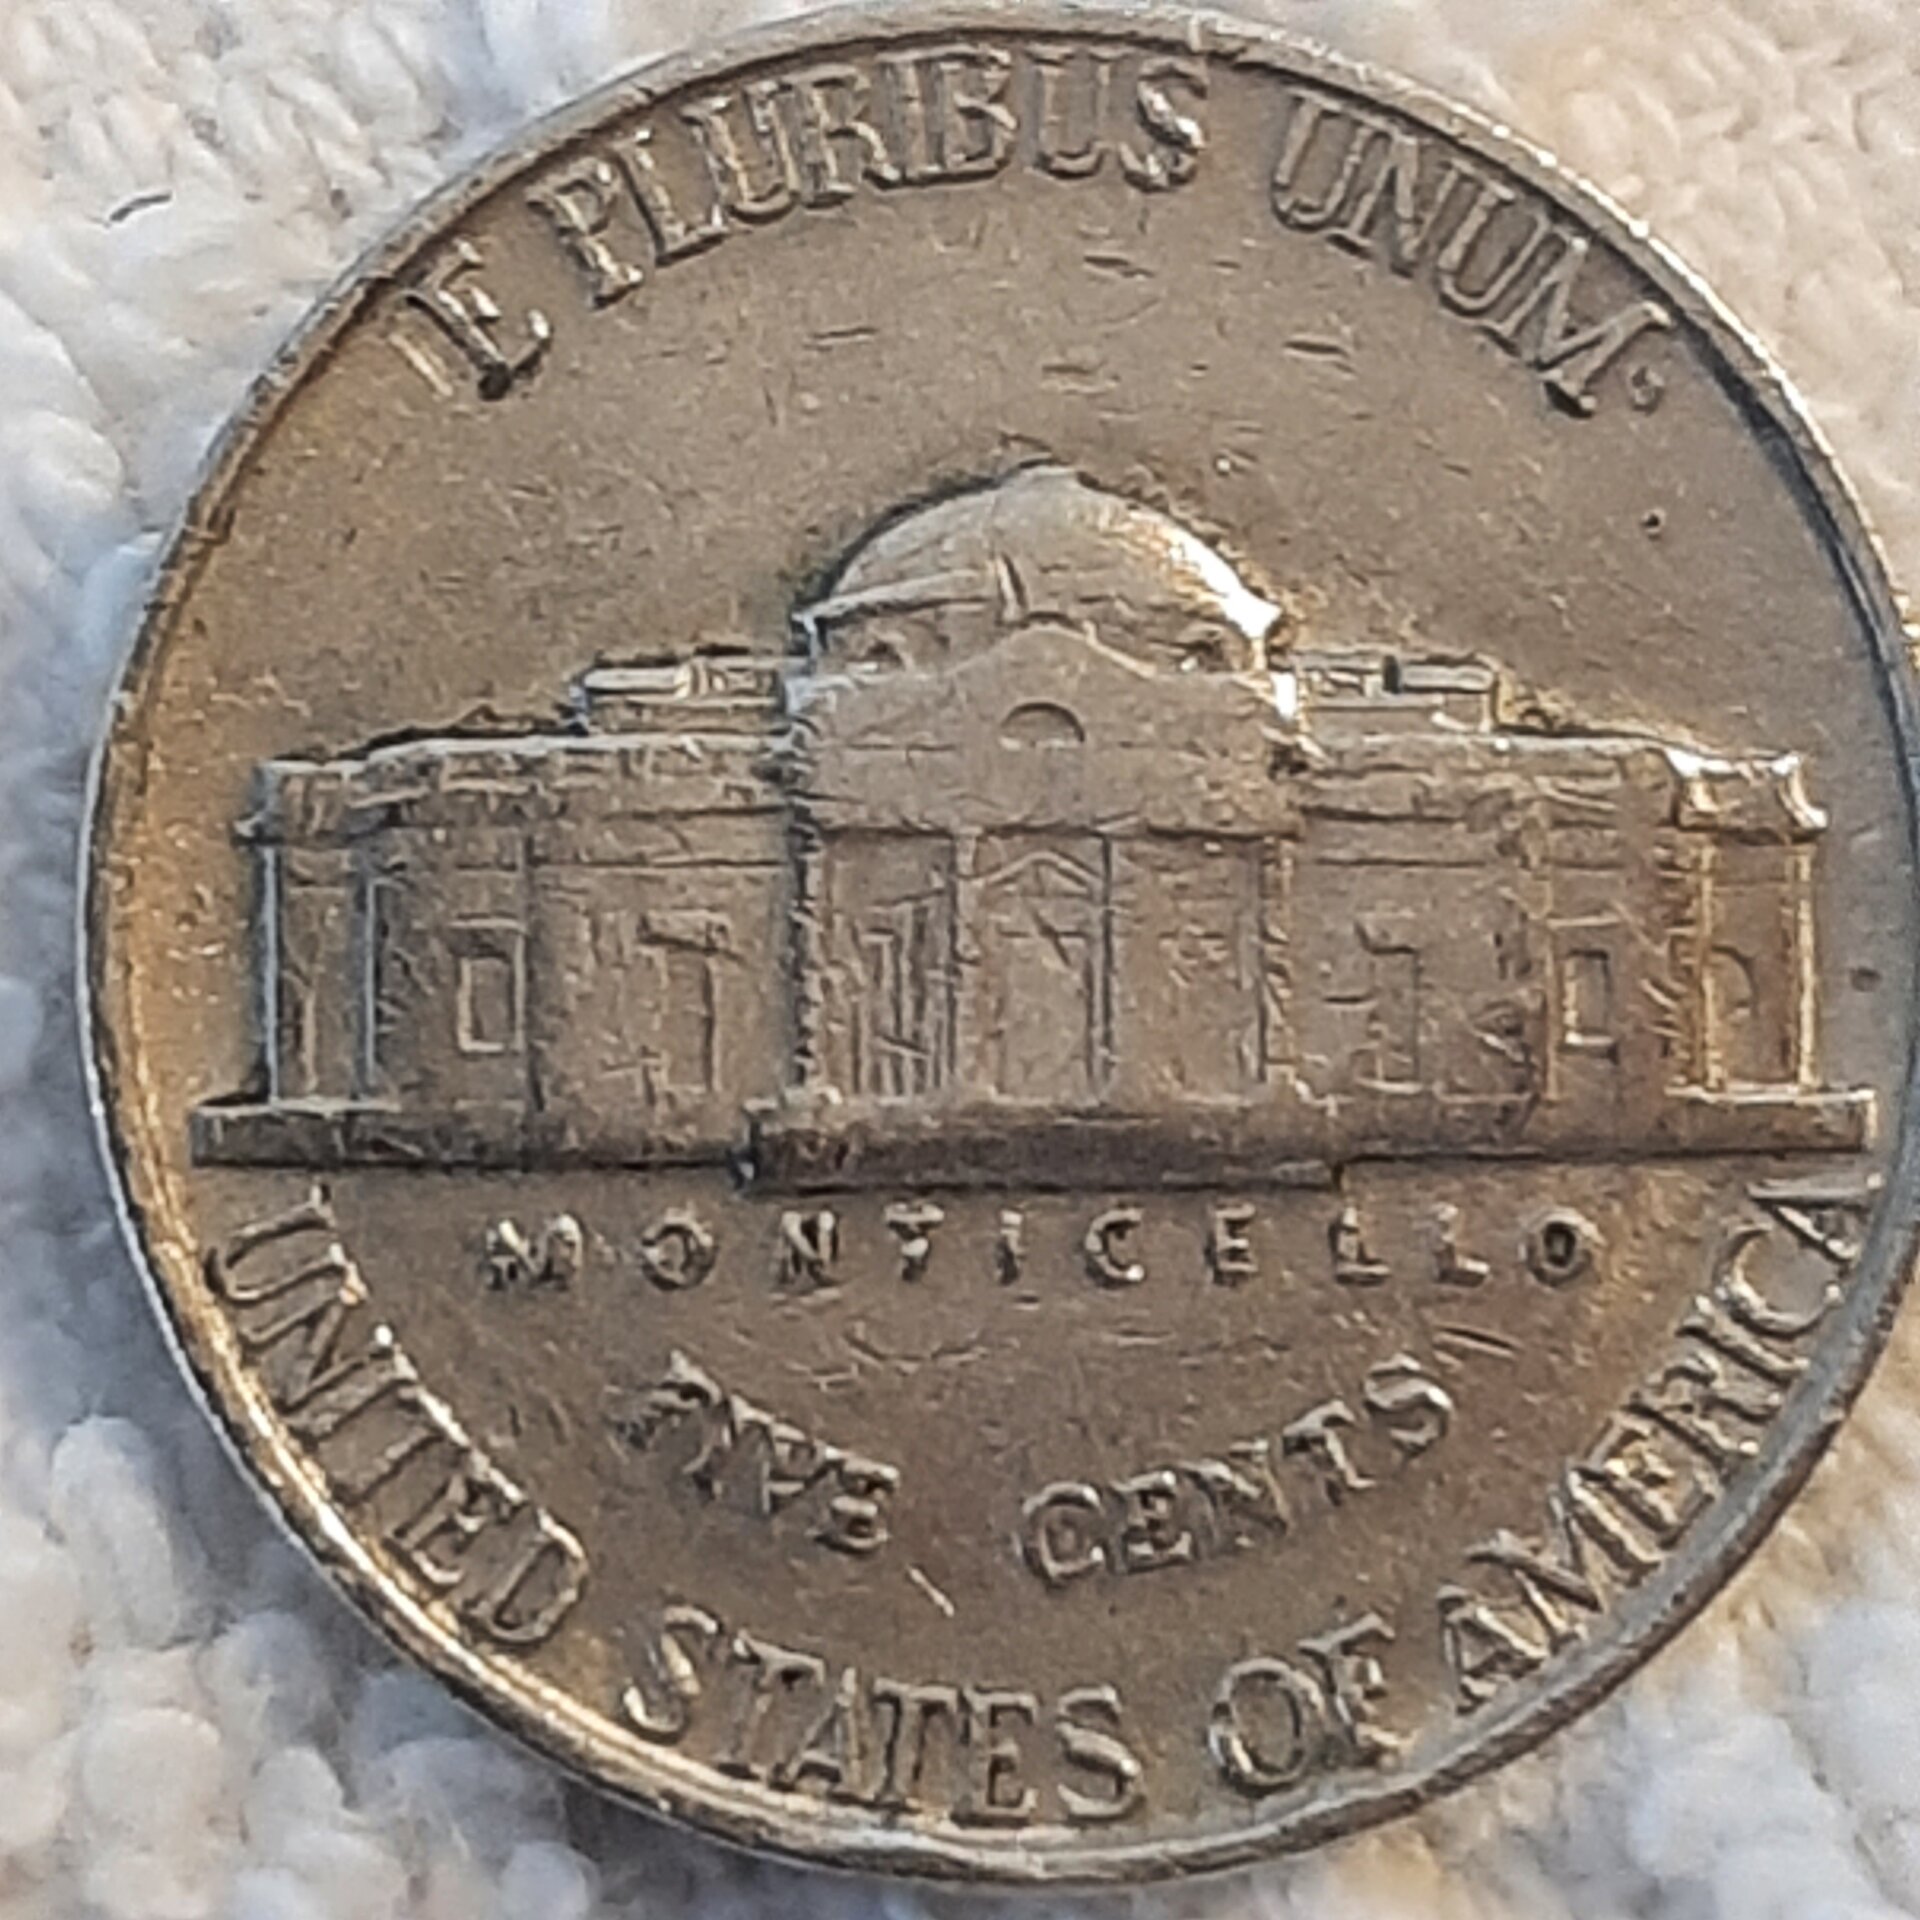 E PLURIBUS UNUM
MONTICELLO
FIVE CENTS
UNITED STATES OF AMERICA